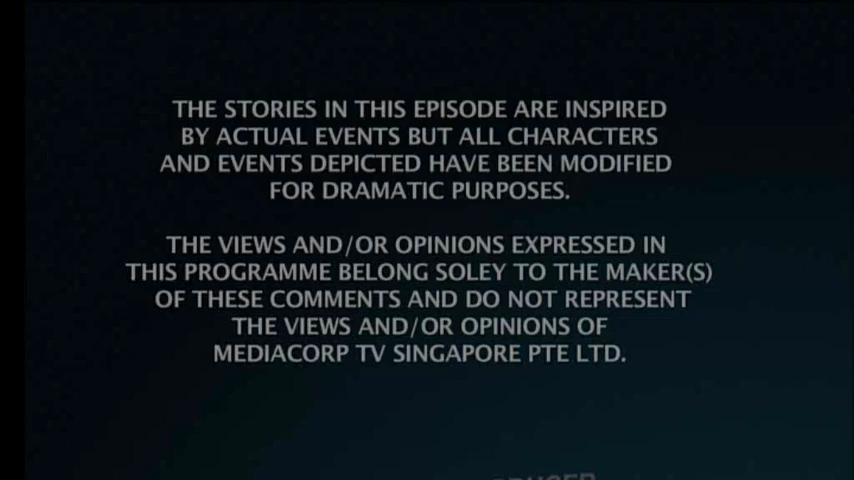 THE STORIES IN THIS EPISODE ARE INSPIRED
BY ACTUAL EVENTS BUT ALL CHARACTERS
AND EVENTS DEPICTED HAVE BEEN MODIFIED
FOR DRAMATIC PURPOSES.
THE VIEWS AND/OR OPINIONS EXPRESSED IN
THIS PROGRAMME BELONG SOLEY TO THE MAKER(S)
OF THESE COMMENTS AND DO NOT REPRESENT
THE VIEWS AND/OR OPINIONS OF
MEDIACORP TV SINGAPORE PTE LTD.